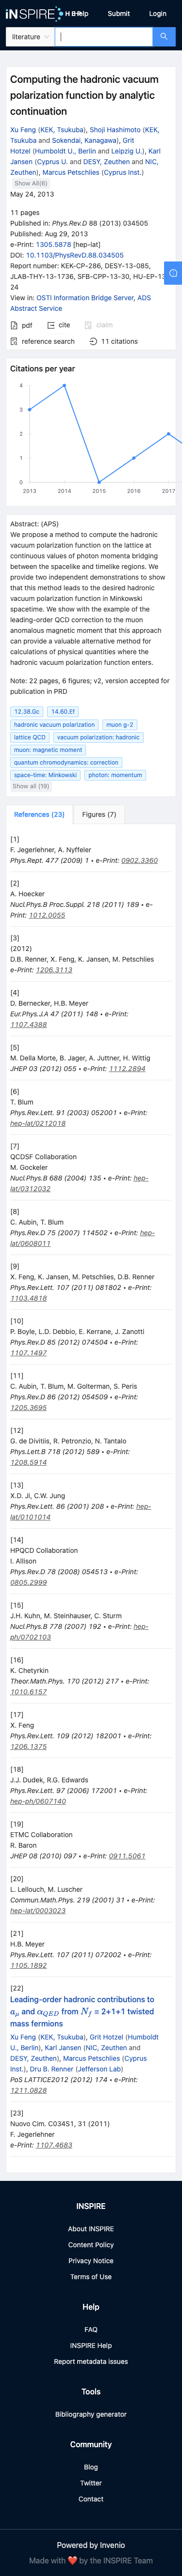 INSPIRE HEP
Help Submit Login
literature
Computing the hadronic vacuum
polarization function by analytic
continuation
Xu Feng (KEK, Tsukuba), Shoji Hashimoto (KEK,
Tsukuba and Sokendai, Kanagawa), Grit
Hotzel (Humboldt U., Berlin and Leipzig U.), Karl
Jansen (Cyprus U. and DESY, Zeuthen and NIC,
Zeuthen), Marcus Petschlies (Cyprus Inst.)
Show All(6)
May 24, 2013
11 pages
Published in: Phys.Rev.D 88 (2013) 034505
Published: Aug 29, 2013
e-Print: 1305.5878 [hep-lat]
DOI: 10.1103/PhysRevD.88.034505
Report number: KEK-CP-286, DESY-13-085,
JLAB-THY-13-1736, SFB-CPP-13-30, HU-EP-13-
24
View in: OSTI Information Bridge Server, ADS
Abstract Service
pdf cite claim
reference search 11 citations
Citations per year
4
3
2
1
0
2013 2014 2015 2016 2017
Abstract: (APS)
We propose a method to compute the hadronic
vacuum polarization function on the lattice at
continuous values of photon momenta bridging
between the spacelike and timelike regions. We
provide statements and demonstrations to show
that this method leads to the desired hadronic
vacuum polarization function in Minkowski
spacetime. We show with the example of the
leading-order QCD correction to the muon
anomalous magnetic moment that this approach
can provide a valuable alternative method for
calculations of physical quantities where the
hadronic vacuum polarization function enters.
Note: 22 pages, 6 figures; v2, version accepted for
publication in PRD
12.38.Gc 14.60.Ef
hadronic vacuum polarization muon g-2
lattice QCD vacuum polarization: hadronic
muon: magnetic moment
quantum chromodynamics: correction
space-time: Minkowski photon: momentum
Show all (19)
References (23) Figures (7)
[1]
F. Jegerlehner, A. Nyffeler
Phys.Rept. 477 (2009) 1 • e-Print: 0902.3360
[2]
A. Hoecker
Nucl.Phys.B Proc.Suppl. 218 (2011) 189 • e-
Print: 1012.0055
[3]
(2012)
D.B. Renner, X. Feng, K. Jansen, M. Petschlies
e-Print: 1206.3113
[4]
D. Bernecker, H.B. Meyer
Eur.Phys.J.A 47 (2011) 148 • e-Print:
1107.4388
[5]
M. Della Morte, B. Jager, A. Juttner, H. Wittig
JHEP 03 (2012) 055 • e-Print: 1112.2894
[6]
T. Blum
Phys.Rev.Lett. 91 (2003) 052001 • e-Print:
hep-lat/0212018
[7]
QCDSF Collaboration
M. Gockeler
Nucl.Phys.B 688 (2004) 135 • e-Print: hep-
lat/0312032
[8]
C. Aubin, T. Blum
Phys.Rev.D 75 (2007) 114502 • e-Print: hep-
lat/0608011
[9]
X. Feng, K. Jansen, M. Petschlies, D.B. Renner
Phys.Rev.Lett. 107 (2011) 081802 • e-Print:
1103.4818
[10]
P. Boyle, L.D. Debbio, E. Kerrane, J. Zanotti
Phys.Rev.D 85 (2012) 074504 • e-Print:
1107.1497
[11]
C. Aubin, T. Blum, M. Golterman, S. Peris
Phys.Rev.D 86 (2012) 054509 • e-Print:
1205.3695
[12]
G. de Divitiis, R. Petronzio, N. Tantalo
Phys.Lett.B 718 (2012) 589 • e-Print:
1208.5914
[13]
X.D. Ji, C.W. Jung
Phys.Rev.Lett. 86 (2001) 208 • e-Print: hep-
lat/0101014
[14]
HPQCD Collaboration
I. Allison
Phys.Rev.D 78 (2008) 054513 • e-Print:
0805.2999
[15]
J.H. Kuhn, M. Steinhauser, C. Sturm
Nucl.Phys.B 778 (2007) 192 • e-Print: hep-
ph/0702103
[16]
K. Chetyrkin
Theor.Math.Phys. 170 (2012) 217 • e-Print:
1010.6157
[17]
X. Feng
Phys.Rev.Lett. 109 (2012) 182001 • e-Print:
1206.1375
[18]
J.J. Dudek, R.G. Edwards
Phys.Rev.Lett. 97 (2006) 172001 • e-Print:
hep-ph/0607140
[19]
ETMC Collaboration
R. Baron
JHEP 08 (2010) 097 • e-Print: 0911.5061
[20]
L. Lellouch, M. Luscher
Commun.Math.Phys. 219 (2001) 31 • e-Print:
hep-lat/0003023
[21]
H.B. Meyer
Phys.Rev.Lett. 107 (2011) 072002 • e-Print:
1105.1892
[22]
Leading-order hadronic contributions to
aμ and αQED from Nf = 2+1+1 twisted
mass fermions
Xu Feng (KEK, Tsukuba), Grit Hotzel (Humboldt
U., Berlin), Karl Jansen (NIC, Zeuthen and
DESY, Zeuthen), Marcus Petschlies (Cyprus
Inst.), Dru B. Renner (Jefferson Lab)
PoS LATTICE2012 (2012) 174 • e-Print:
1211.0828
[23]
Nuovo Cim. C034S1, 31 (2011)
F. Jegerlehner
e-Print: 1107.4683
INSPIRE
About INSPIRE
Content Policy
Privacy Notice
Terms of Use
Help
FAQ
INSPIRE Help
Report metadata issues
Tools
Bibliography generator
Community
Blog
Twitter
Contact
Powered by Invenio
Made with ❤️ by the INSPIRE Team